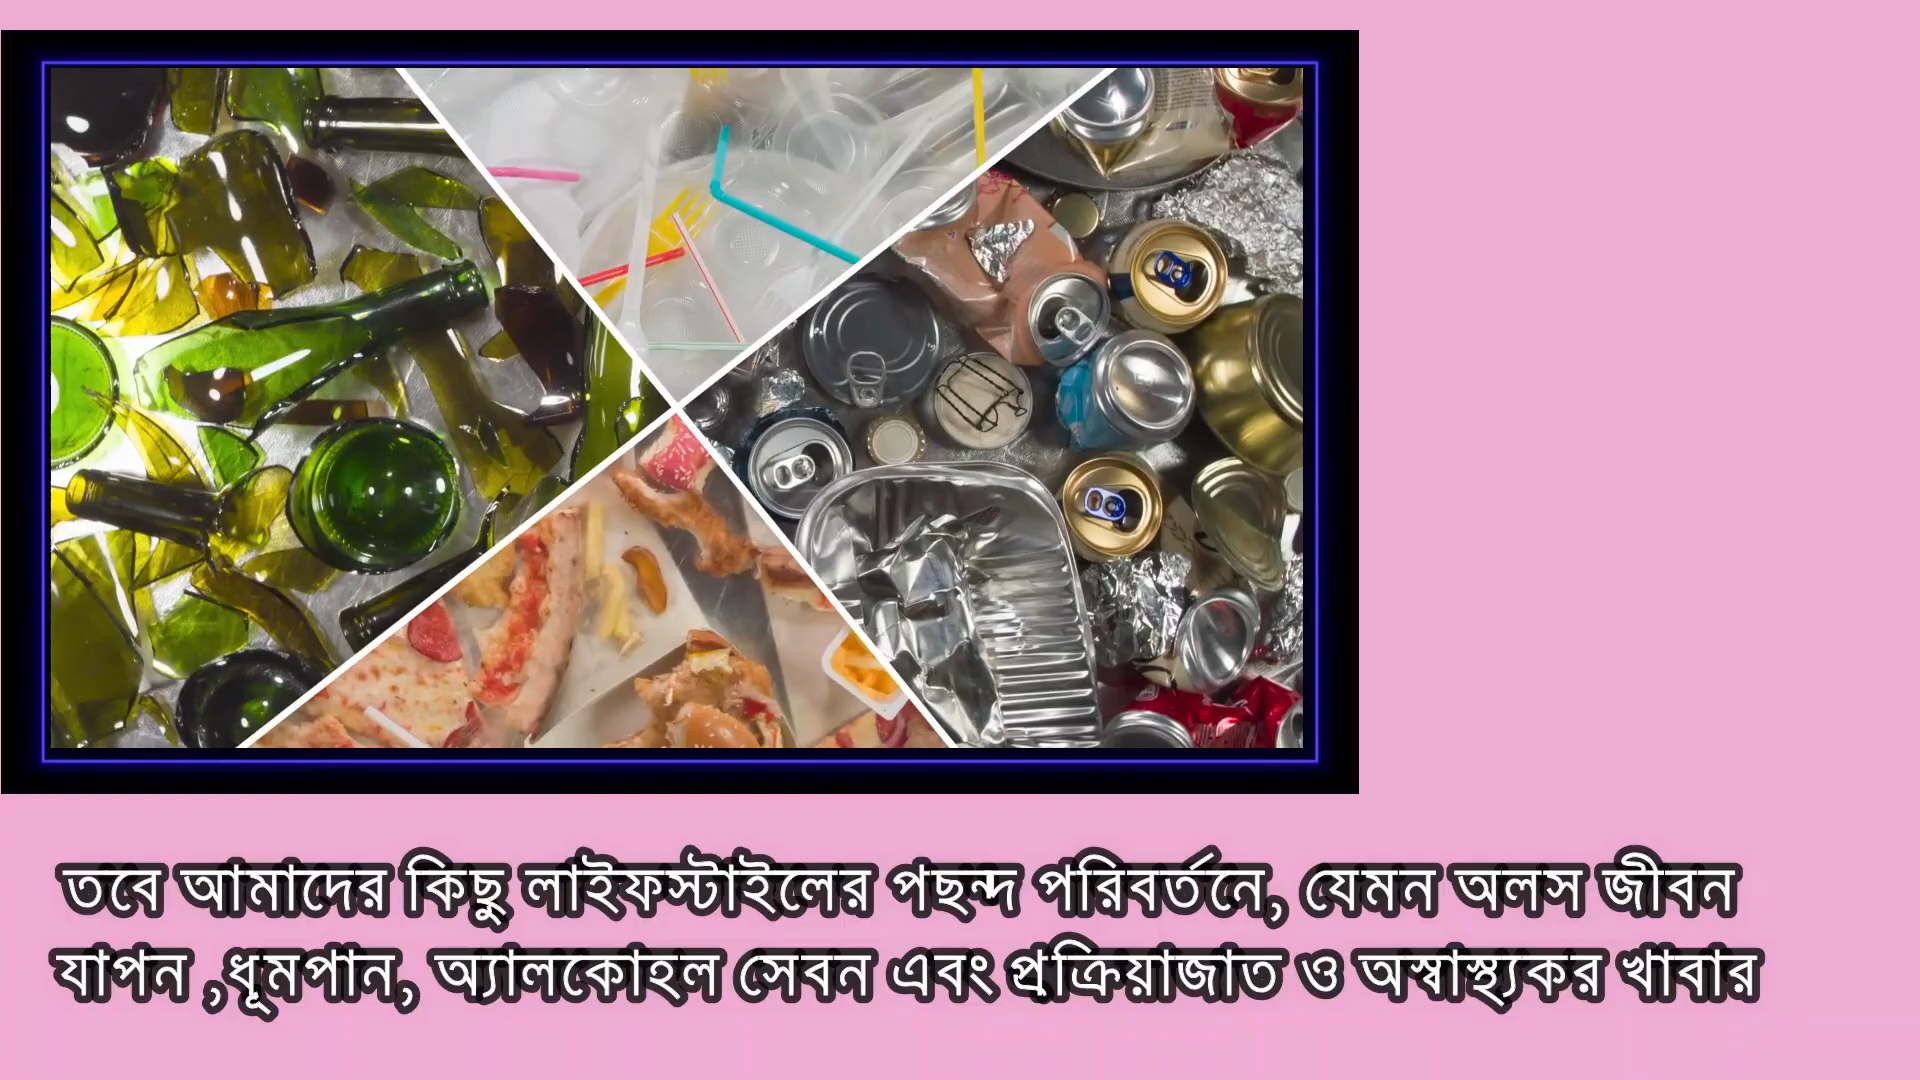 তবে আমাদের কিছু লাইফস্টাইলের পছন্দ পরিবর্তনে, যেমন অলস জীবন
যাপন ,ধূমপান, অ্যালকোহল সেবন এবং প্রক্রিয়াজাত ও অস্বাস্থ্যকর খাবার